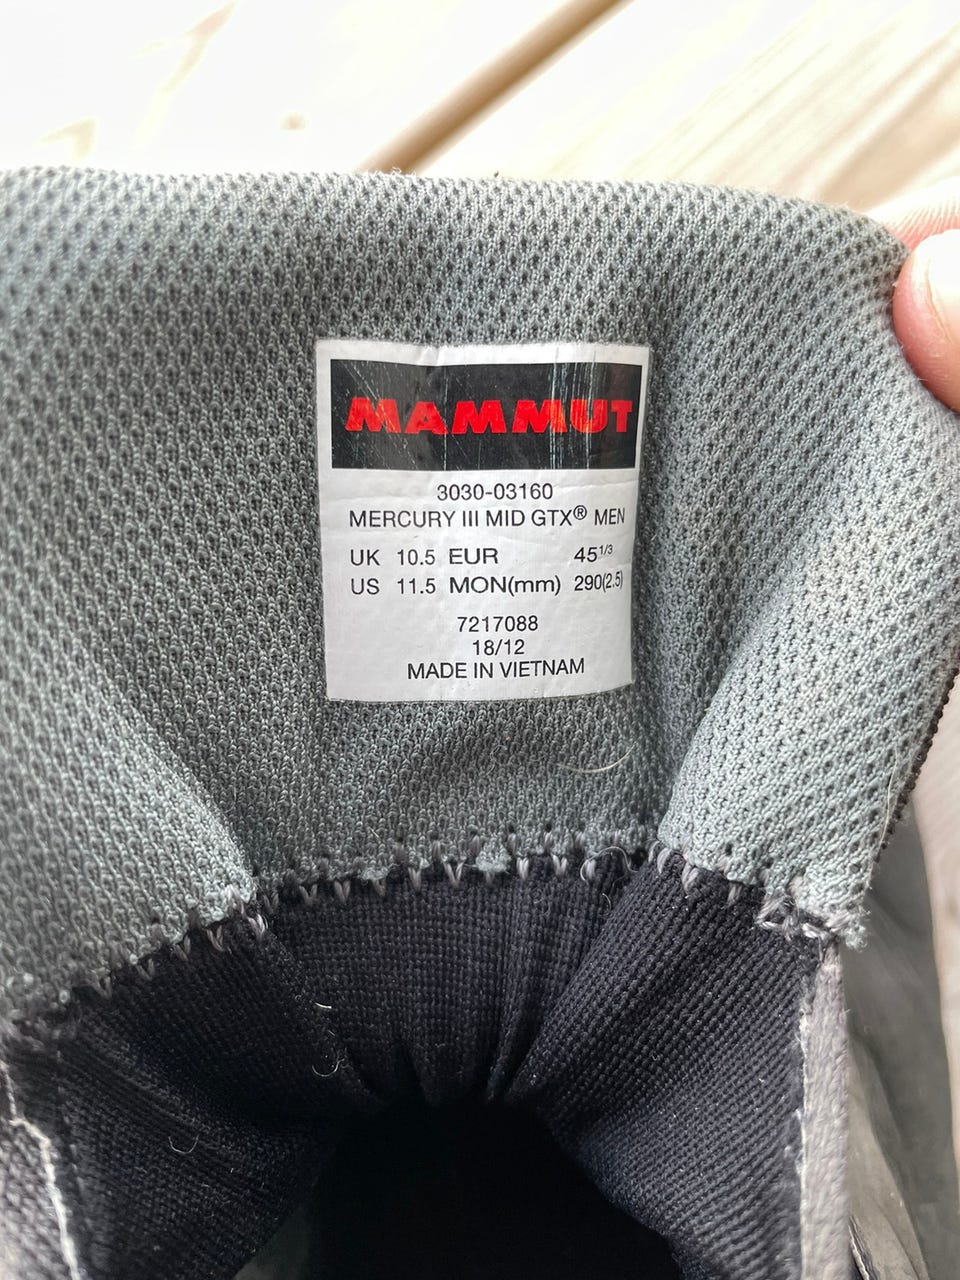 MAMMUT
3030-03160
MERCURY III MID GTX® MEN
UK 10.5 EUR 45 1/3
US 11.5 MON(mm) 290(2.5)
7217088
18/12
MADE IN VIETNAM